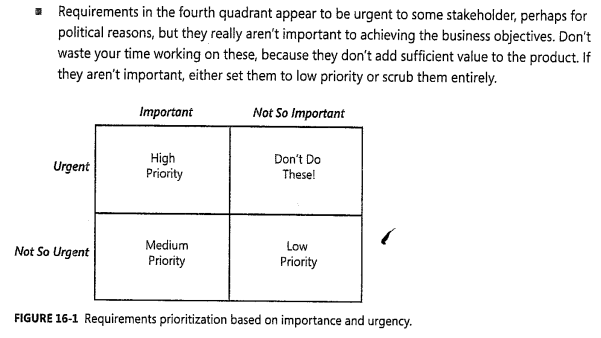 Requirements in the fourth quadrant appear to be urgent to some stakeholder, perhaps for
political reasons, but they really aren't important to achieving the business objectives. Don't
waste your time working on these, because they don't add sufficient value to the product. If
they aren't important, either set them to low priority or scrub them entirely.
Important Not So Important
Urgent
High
Priority
Don't Do
These!
Not So Urgent
Medium
Priority
Low
Priority
FIGURE 16-1 Requirements prioritization based on importance and urgency.